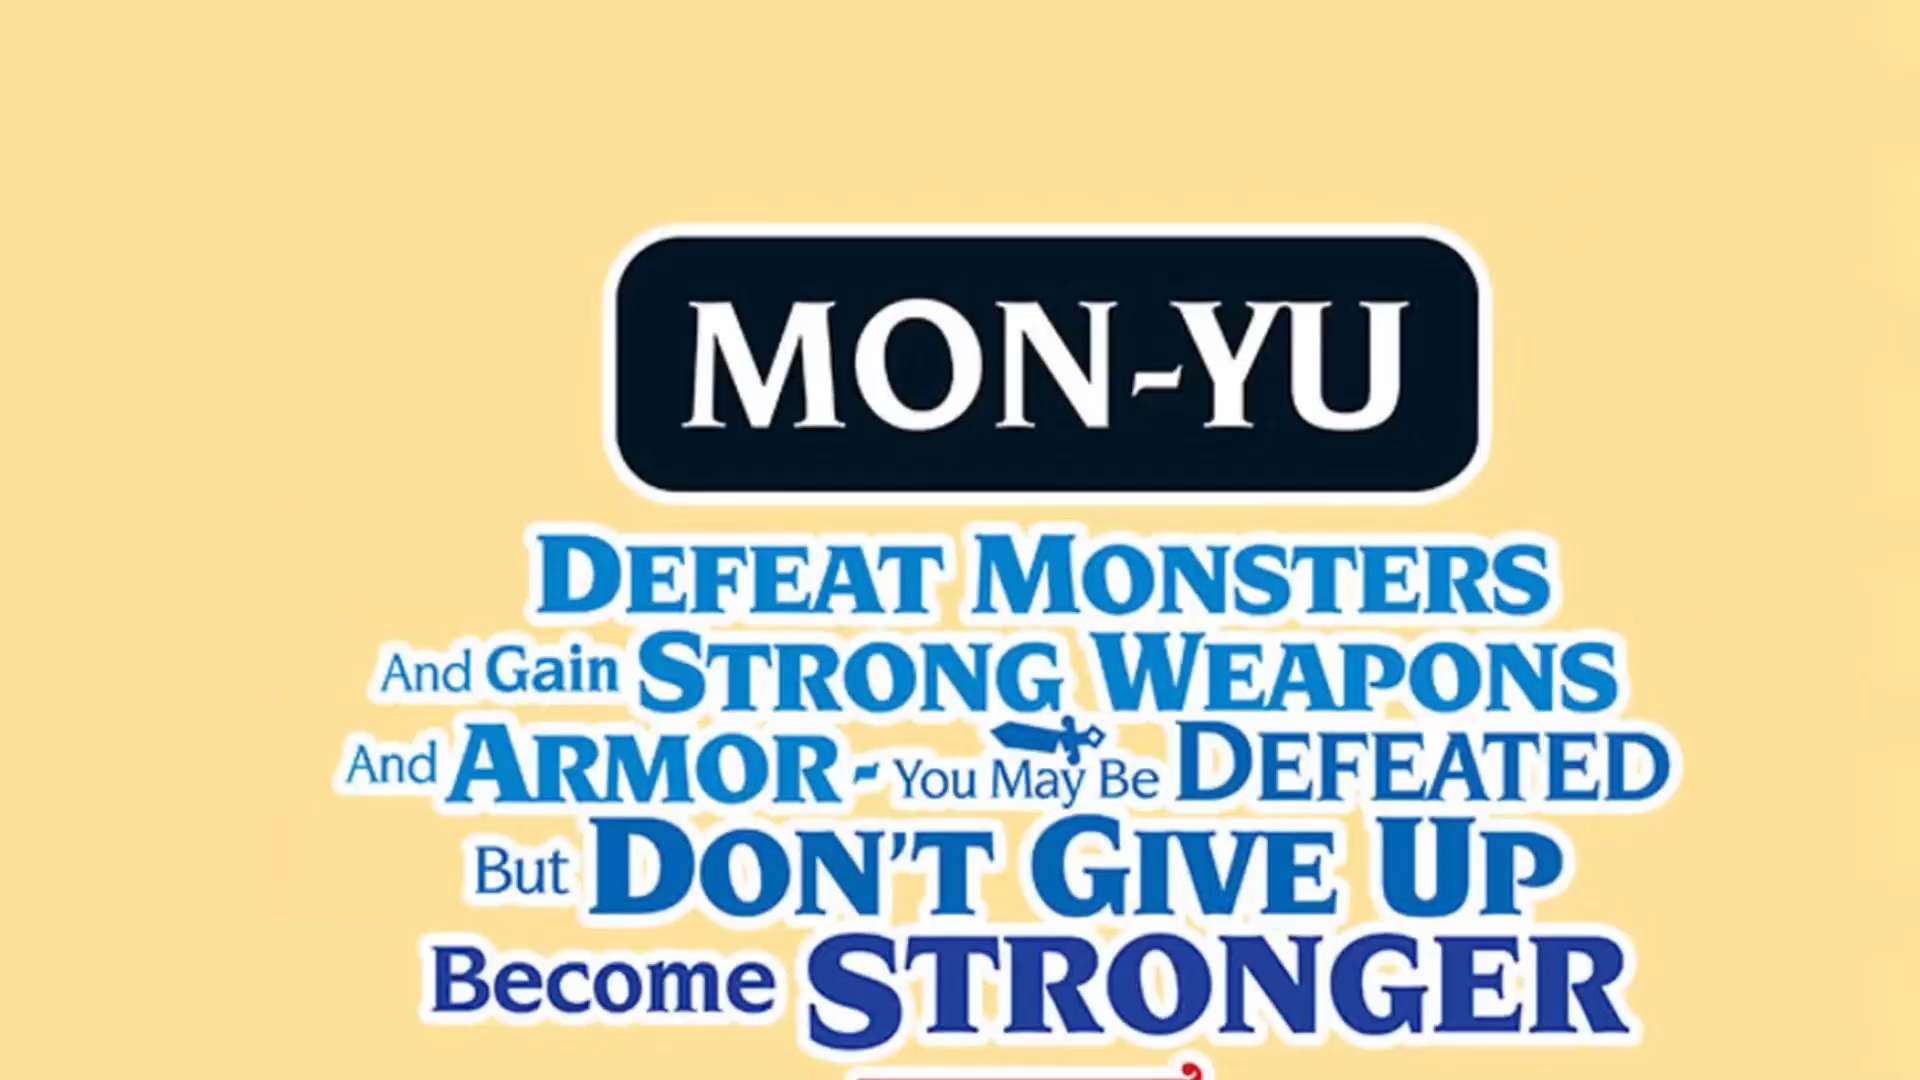 MON-YU
DEFEAT MONSTERS
And Gain STRONG WEAPONS
And ARMOR - You May Be DEFEATED
But DON'T GIVE UP
Become STRONGER